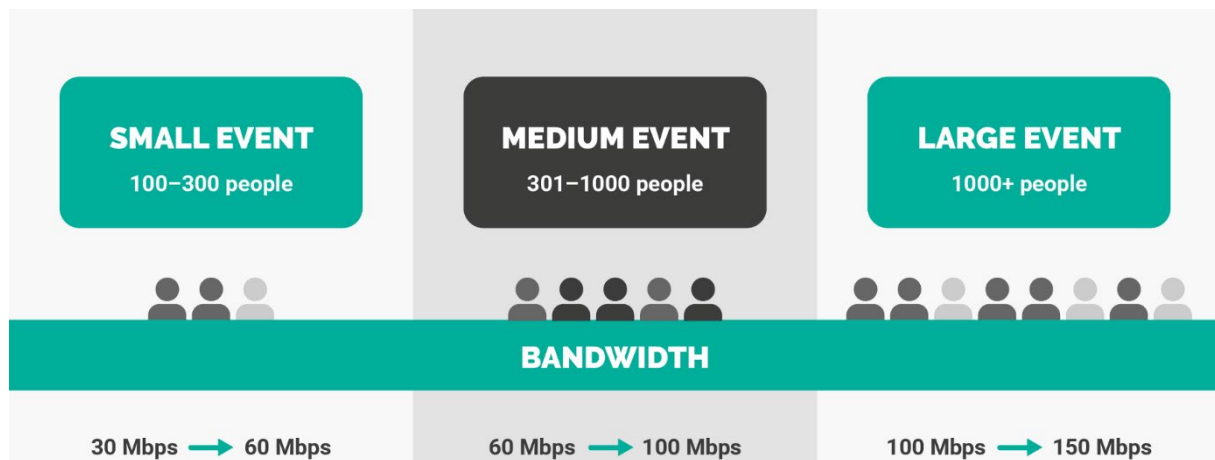 SMALL EVENT
100–300 people
MEDIUM EVENT
301–1000 people
LARGE EVENT
1000+ people
BANDWIDTH
30 Mbps → 60 Mbps
60 Mbps → 100 Mbps
100 Mbps → 150 Mbps